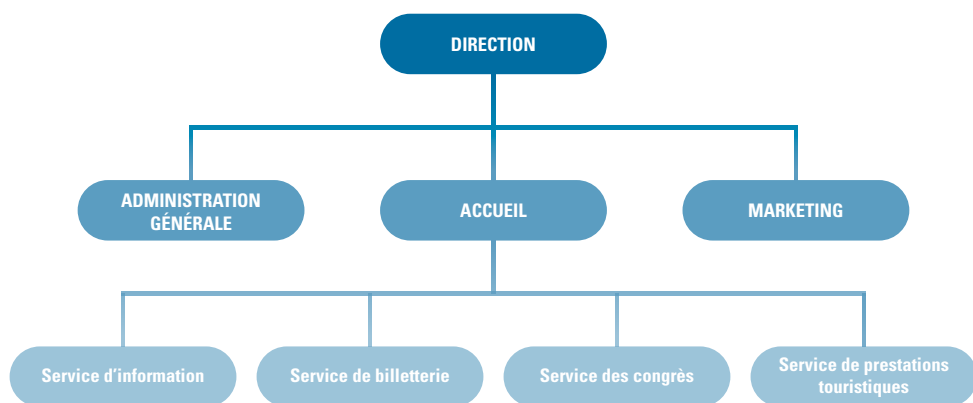 DIRECTION
ADMINISTRATION
GÉNÉRALE
ACCUEIL
MARKETING
Service d'information
Service de billetterie
Service des congrès
Service de prestations
touristiques